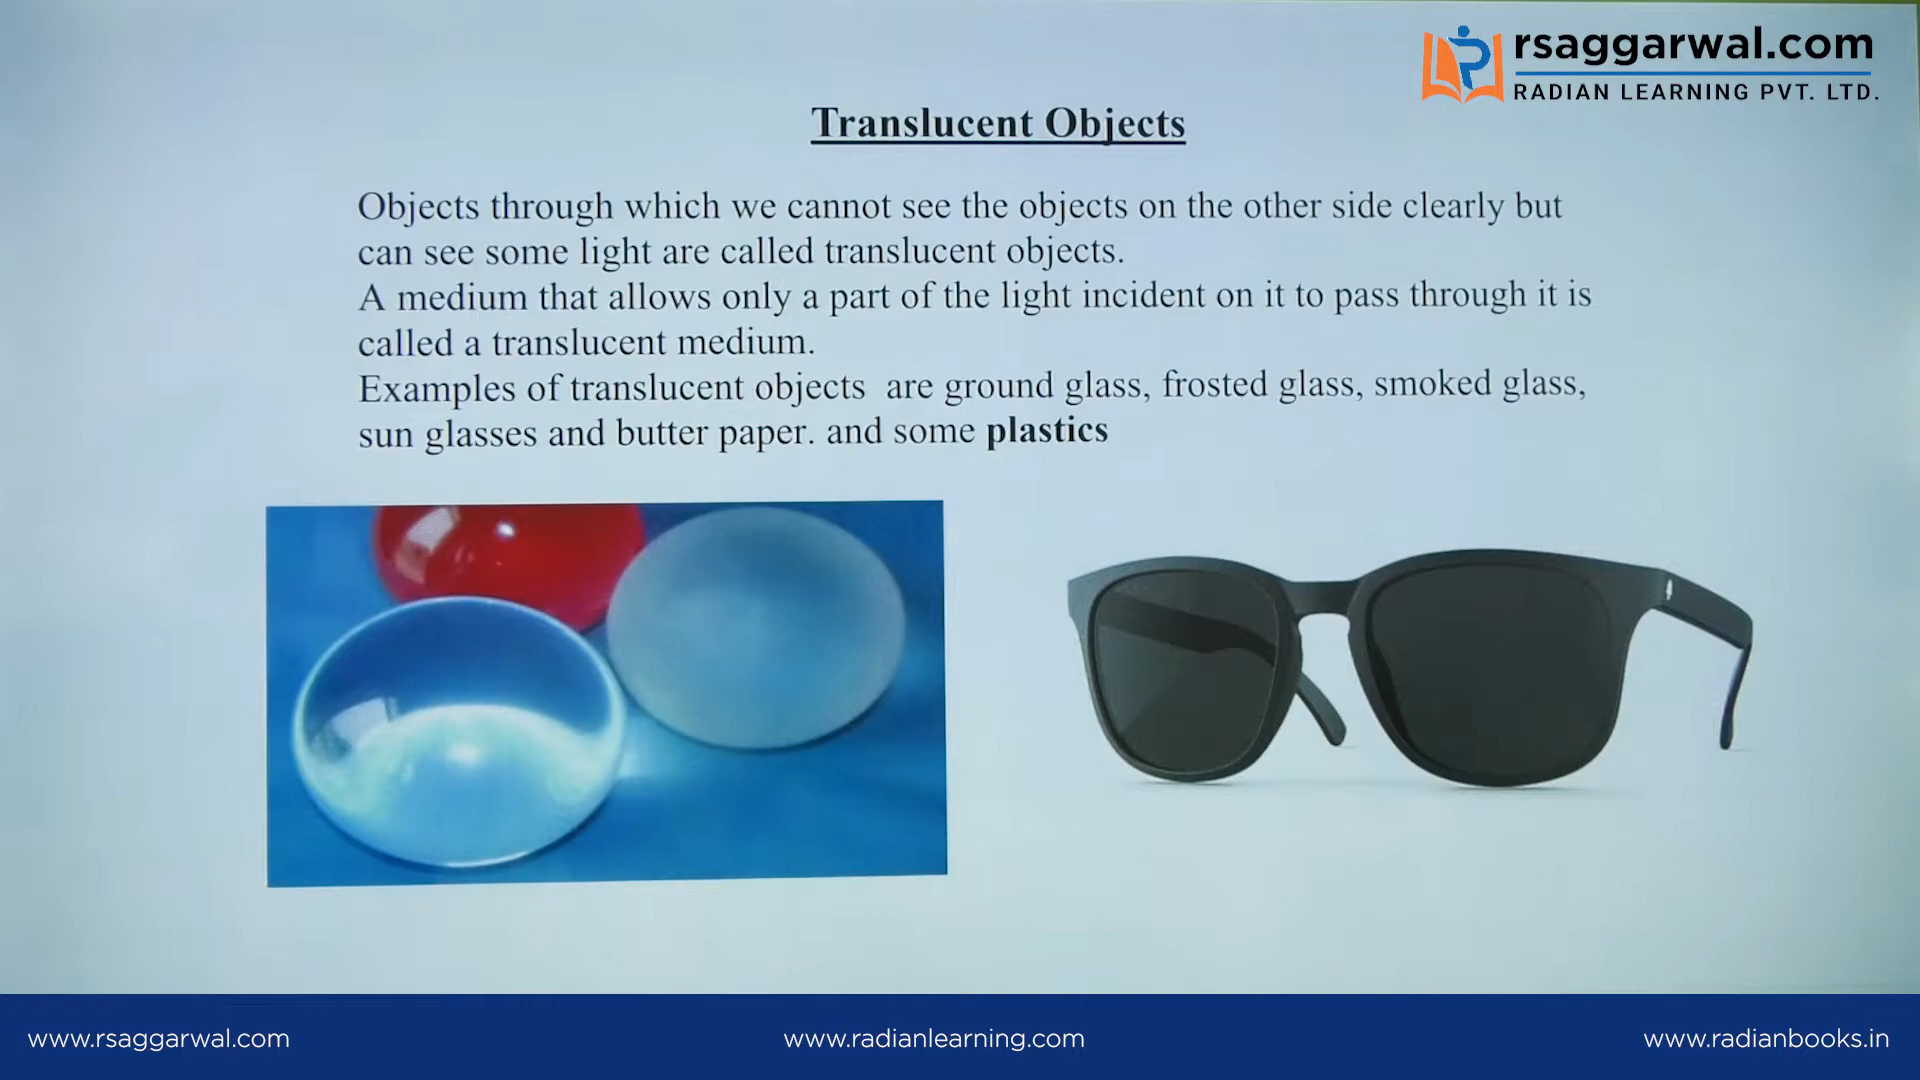 rsaggarwal.com
RADIAN LEARNING PVT. LTD.
Translucent Objects
Objects through which we cannot see the objects on the other side clearly but
can see some light are called translucent objects.
A medium that allows only a part of the light incident on it to pass through it is
called a translucent medium.
Examples of translucent objects are ground glass, frosted glass, smoked glass,
sun glasses and butter paper. and some plastics
www.rsaggarwal.com
www.radianlearning.com
www.radianbooks.in